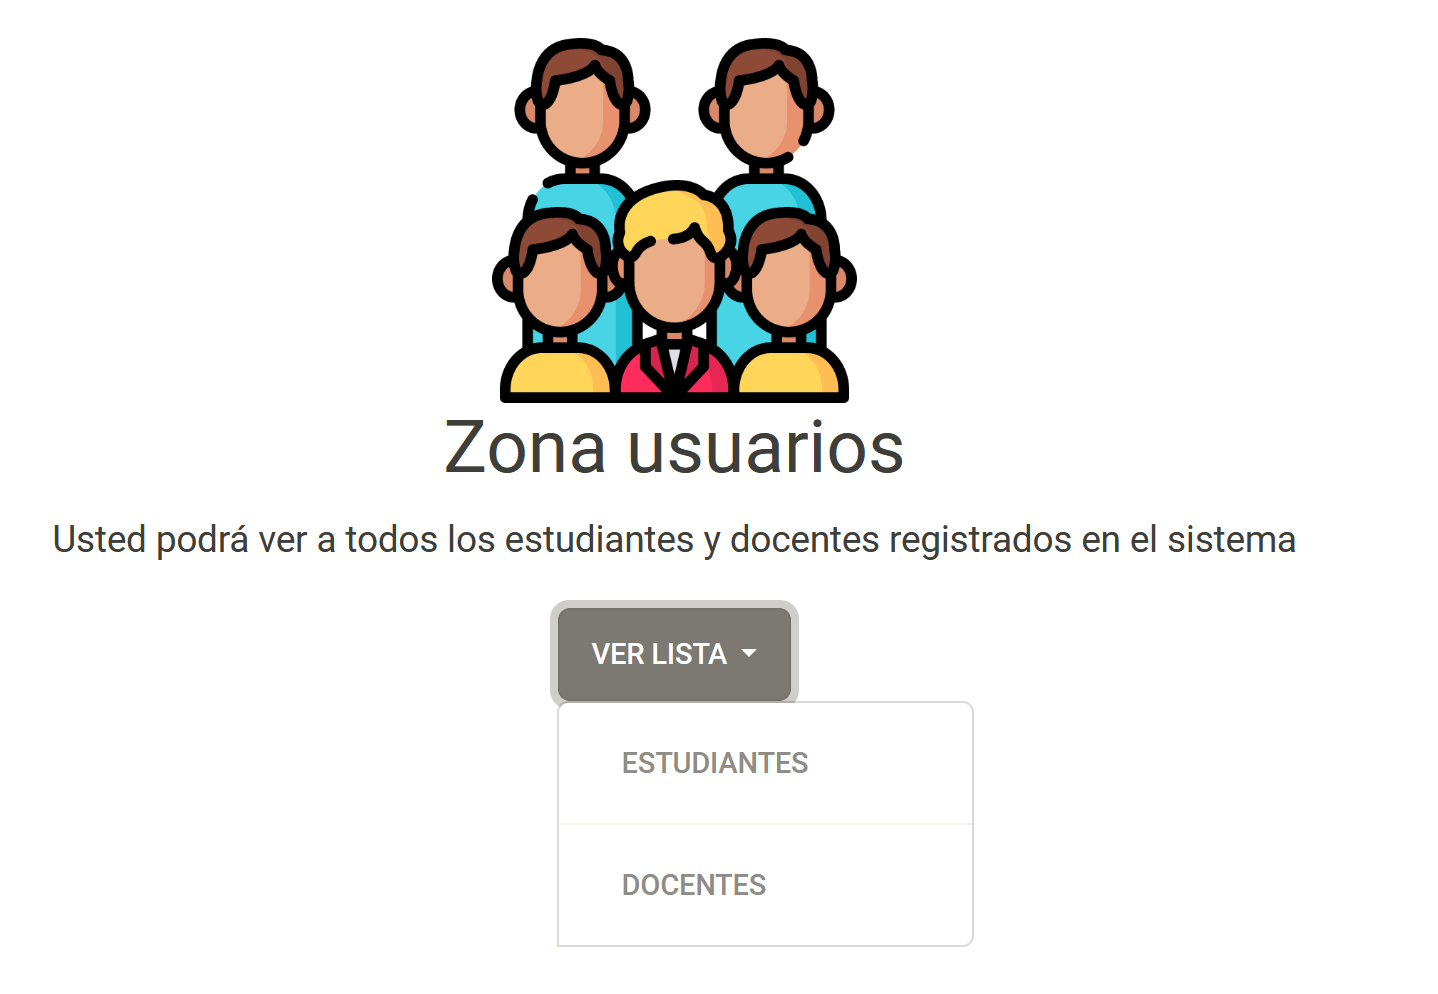 Zona usuarios
Usted podrá ver a todos los estudiantes y docentes registrados en el sistema
VER LISTA
ESTUDIANTES
DOCENTES